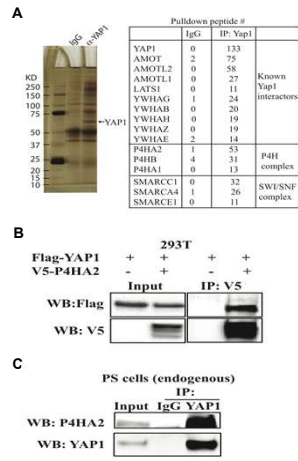 A
IgG
α-YAP1
KD
250
150
75
50
37
25
20
15
10
←YAP1
Pulldown peptide #
IgG IP: Yap1
YAP1 0 133
AMOT 2 75
AMOTL2 0 58
AMOTL1 0 27
LATS1 0 11
YWHAG 1 24
YWHAB 0 20
YWHAH 0 19
YWHAZ 0 19
YWHAE 2 14
Known
Yap1
interactors
P4HA2 1 53
P4HB 4 31
P4HA1 0 13
P4H
complex
SMARCC1 0 32
SMARCA4 1 26
SMARCE1 0 11
SWI/SNF
complex
B
293T
Flag-YAP1 + + + +
V5-P4HA2 - + - +
Input IP: V5
WB:Flag
WB: V5
C
PS cells (endogenous)
IP:
Input IgG YAP1
WB: P4HA2
WB: YAP1